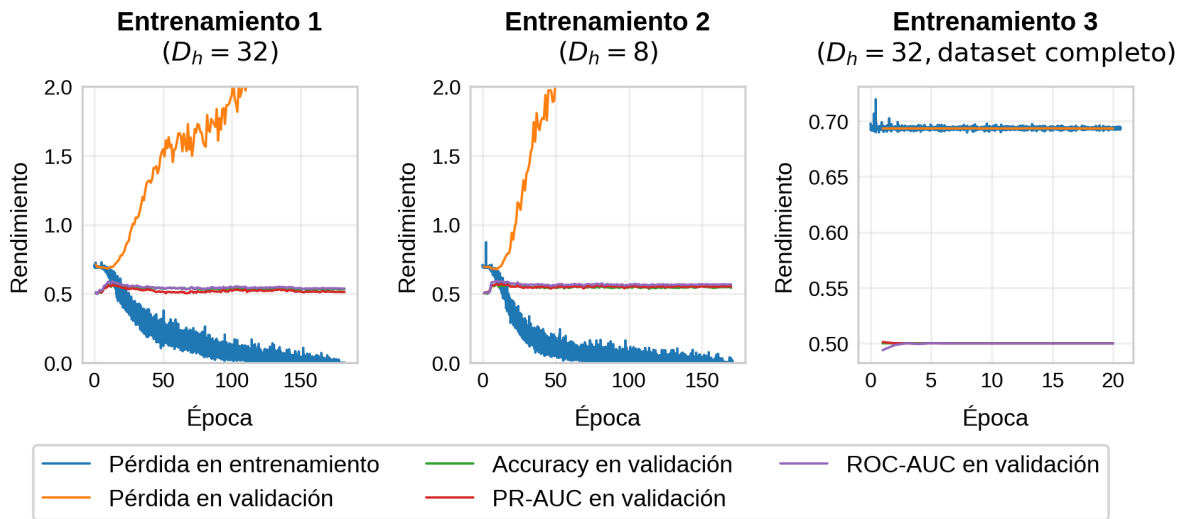 Entrenamiento 1
(D_h = 32)
2.0
1.5
1.0
0.5
0.0
0
50
100
150
Rendimiento
Época
Entrenamiento 2
(D_h = 8)
2.0
1.5
1.0
0.5
0.0
0
50
100
150
Rendimiento
Época
Entrenamiento 3
(D_h = 32, dataset completo)
0.70
0.65
0.60
0.55
0.50
0
5
10
15
20
Rendimiento
Época
Pérdida en entrenamiento
Pérdida en validación
Accuracy en validación
PR-AUC en validación
ROC-AUC en validación